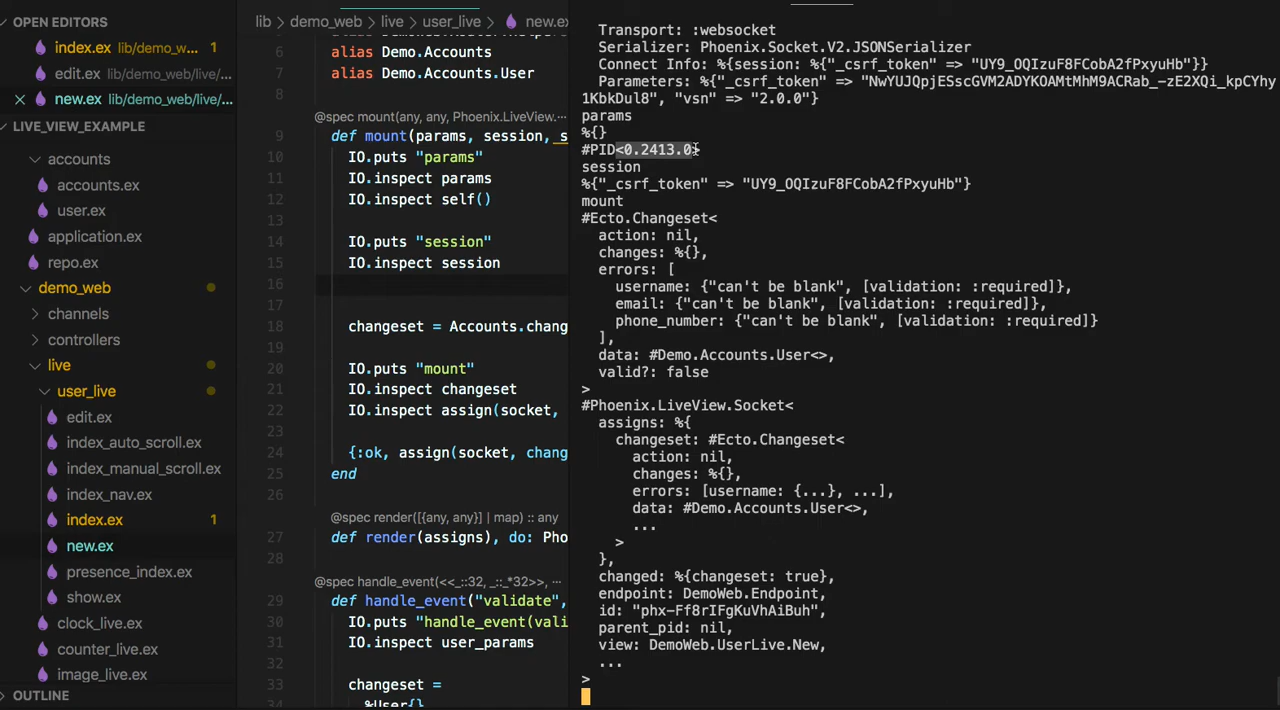 OPEN EDITORS
index.ex lib/demo_w... 1
edit.ex lib/demo_web/live/...
new.ex lib/demo_web/live/...
LIVE_VIEW_EXAMPLE
accounts
accounts.ex
user.ex
application.ex
repo.ex
demo_web
channels
controllers
live
user_live
edit.ex
index_auto_scroll.ex
index_manual_scroll.ex
index_nav.ex
index.ex 1
new.ex
presence_index.ex
show.ex
clock_live.ex
counter_live.ex
image_live.ex
OUTLINE
lib > demo_web > live > user_live > new.ex
6 alias Demo.Accounts
7 alias Demo.Accounts.User
8
@spec mount(any, any, Phoenix.LiveView....
9 def mount(params, session, s
10 IO.puts "params"
11 IO.inspect params
12 IO.inspect self()
13
14 IO.puts "session"
15 IO.inspect session
16
17
18 changeset = Accounts.chang
19
20 IO.puts "mount"
21 IO.inspect changeset
22 IO.inspect assign(socket,
23
24 {:ok, assign(socket, chang
25 end
26
@spec render([{any, any}] | map) :: any
27 def render(assigns), do: Pho
28
@spec handle_event(<<_::32, _::_*32>>, ...
29 def handle_event("validate",
30 IO.puts "handle_event(vali
31 IO.inspect user_params
32
33 changeset =
34 %User{}
Transport: :websocket
Serializer: Phoenix.Socket.V2.JSONSerializer
Connect Info: %{session: %{"_csrf_token" => "UY9_OQIzuF8FCobA2fPxyuHb"}}
Parameters: %{"_csrf_token" => "NwYUJQpjESscGVM2ADYKOAMtMhM9ACRab_-zE2XQi_kpCYhy
1KbkDul8", "vsn" => "2.0.0"}
params
%{}
#PID<0.2413.0>
session
%{"_csrf_token" => "UY9_OQIzuF8FCobA2fPxyuHb"}
mount
#Ecto.Changeset<
action: nil,
changes: %{},
errors: [
username: {"can't be blank", [validation: :required]},
email: {"can't be blank", [validation: :required]},
phone_number: {"can't be blank", [validation: :required]}
],
data: #Demo.Accounts.User<>,
valid?: false
>
#Phoenix.LiveView.Socket<
assigns: %{
changeset: #Ecto.Changeset<
action: nil,
changes: %{},
errors: [username: {...}, ...],
data: #Demo.Accounts.User<>,
...
>
},
changed: %{changeset: true},
endpoint: DemoWeb.Endpoint,
id: "phx-Ff8rIFgKuVhAiBuh",
parent_pid: nil,
view: DemoWeb.UserLive.New,
...
>